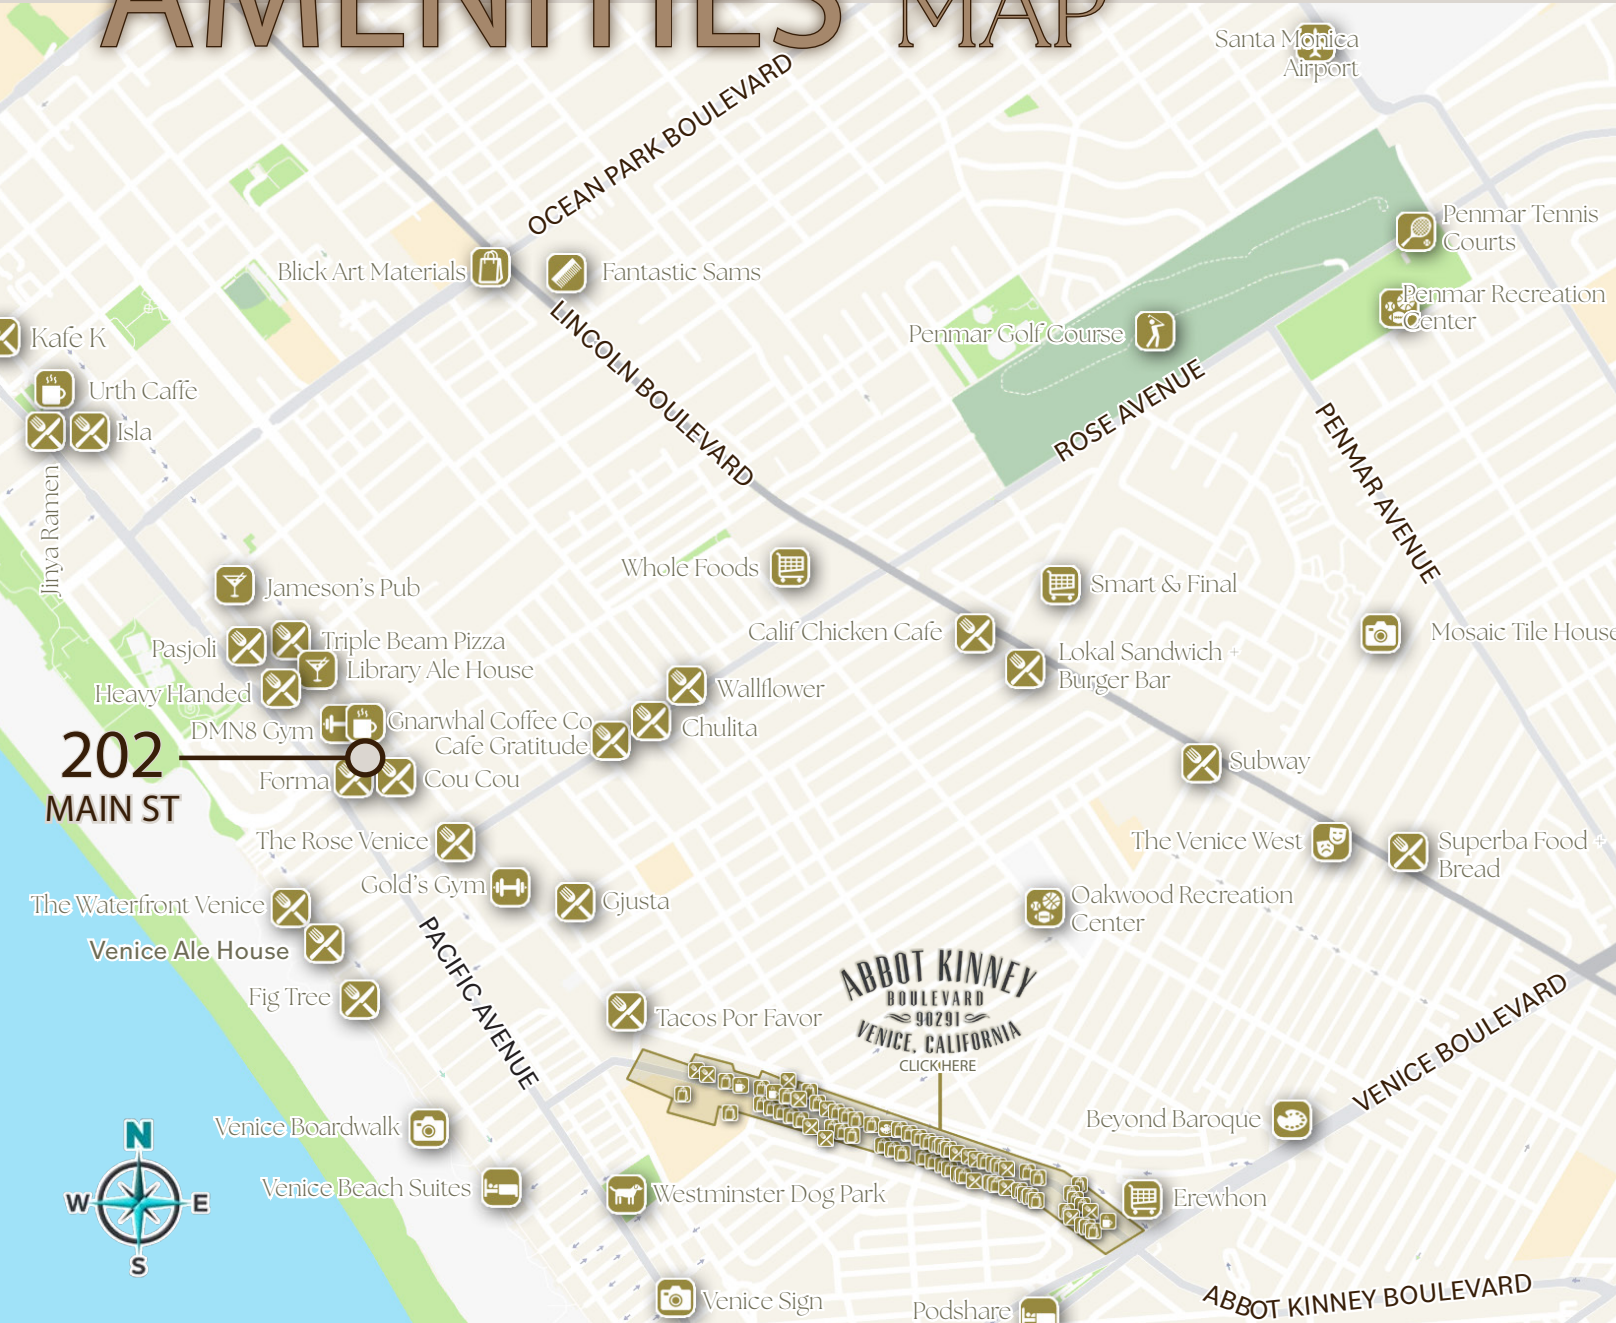 AMENITIES MAP
Santa Monica
Airport
OCEAN PARK BOULEVARD
Penmar Tennis
Courts
Blick Art Materials
Fantastic Sams
Penmar Recreation
Center
LINCOLN BOULEVARD
Penmar Golf Course
Kafe K
Urth Caffe
Isla
ROSE AVENUE
PENMAR AVENUE
Jinya Ramen
Whole Foods
Jameson's Pub
Smart & Final
Calif Chicken Cafe
Mosaic Tile House
Pasjoli
Triple Beam Pizza
Library Ale House
Lokal Sandwich +
Burger Bar
Heavy Handed
Wallflower
DMN8 Gym
Gnarwhal Coffee Co
Chulita
Cafe Gratitude
202
MAIN ST
Forma
Cou Cou
Subway
The Rose Venice
The Venice West
Superba Food +
Bread
Gold's Gym
Gjusta
Oakwood Recreation
Center
The Waterfront Venice
Venice Ale House
PACIFIC AVENUE
Fig Tree
Tacos Por Favor
ABBOT KINNEY
BOULEVARD
90291
VENICE, CALIFORNIA
CLICK HERE
VENICE BOULEVARD
Venice Boardwalk
Beyond Baroque
N
W
E
S
Venice Beach Suites
Westminster Dog Park
Erewhon
Venice Sign
Podshare
ABBOT KINNEY BOULEVARD